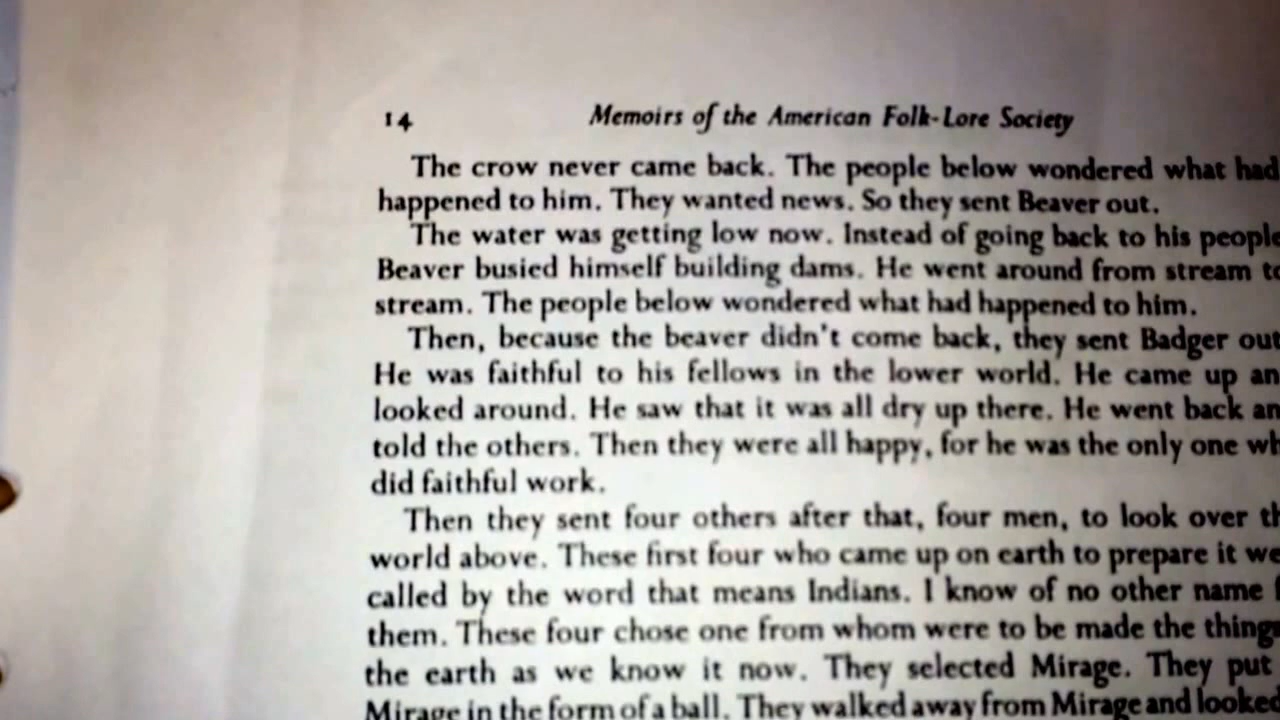 14 Memoirs of the American Folk-Lore Society
The crow never came back. The people below wondered what had
happened to him. They wanted news. So they sent Beaver out.
The water was getting low now. Instead of going back to his people
Beaver busied himself building dams. He went around from stream to
stream. The people below wondered what had happened to him.
Then, because the beaver didn't come back, they sent Badger out
He was faithful to his fellows in the lower world. He came up an
looked around. He saw that it was all dry up there. He went back an
told the others. Then they were all happy, for he was the only one wh
did faithful work.
Then they sent four others after that, four men, to look over th
world above. These first four who came up on earth to prepare it we
called by the word that means Indians. I know of no other name
them. These four chose one from whom were to be made the things
the earth as we know it now. They selected Mirage. They put
Mirage in the form of a ball. They walked away from Mirage and looked